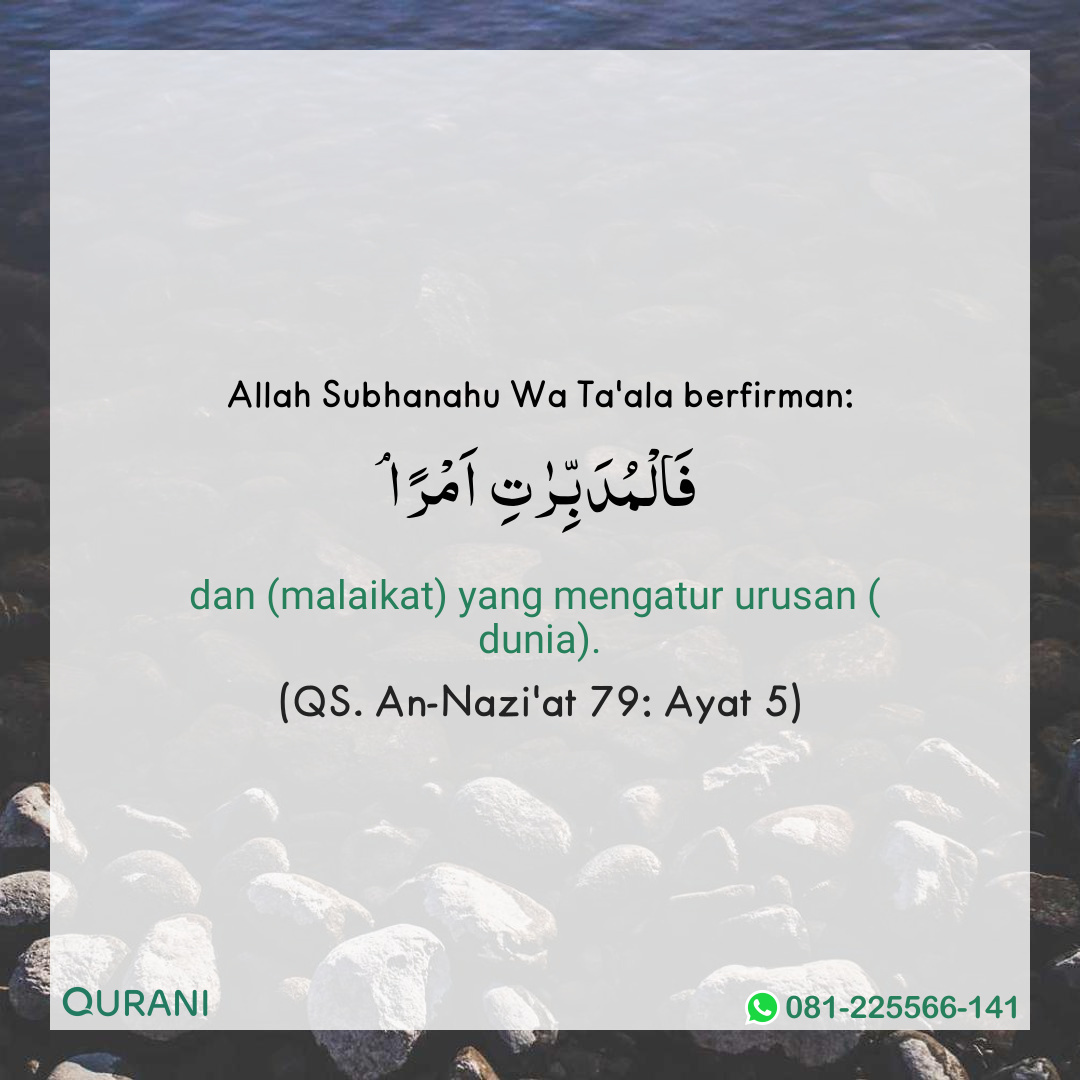 Allah Subhanahu Wa Ta'ala berfirman:
فَالْمُدَبِّرٰتِ اَمْرًاۘ
dan (malaikat) yang mengatur urusan (
dunia).
(QS. An-Nazi'at 79: Ayat 5)
QURANI
081-225566-141